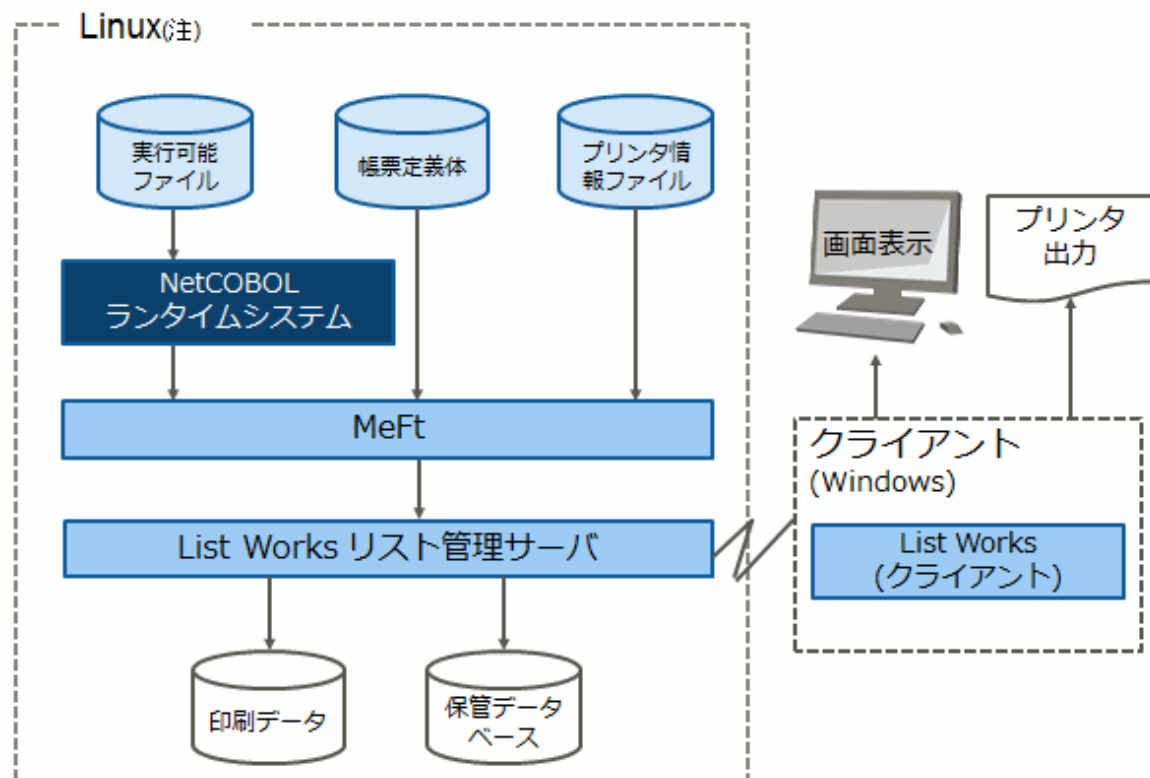 Linux(注)
実行可能
ファイル
帳票定義体
プリンタ情
報ファイル
NetCOBOL
ランタイムシステム
MeFt
List Works リスト管理サーバ
印刷データ
保管データ
ベース
画面表示
プリンタ
出力
クライアント
(Windows)
List Works
(クライアント)